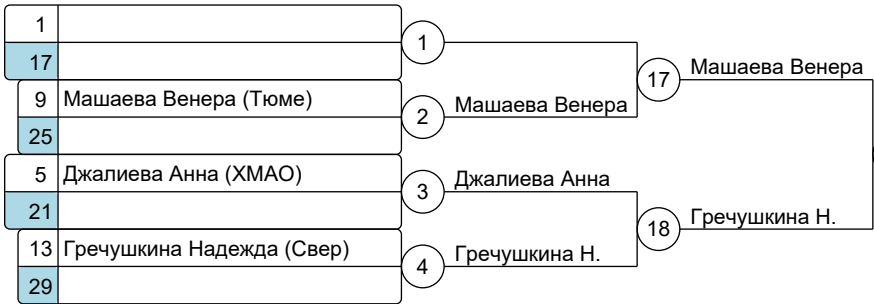 1
1
17
17 Машаева Венера
9 Машаева Венера (Тюме)
2 Машаева Венера
25
5 Джалиева Анна (ХМАО)
3 Джалиева Анна
21
18 Гречушкина Н.
13 Гречушкина Надежда (Свер)
4 Гречушкина Н.
29